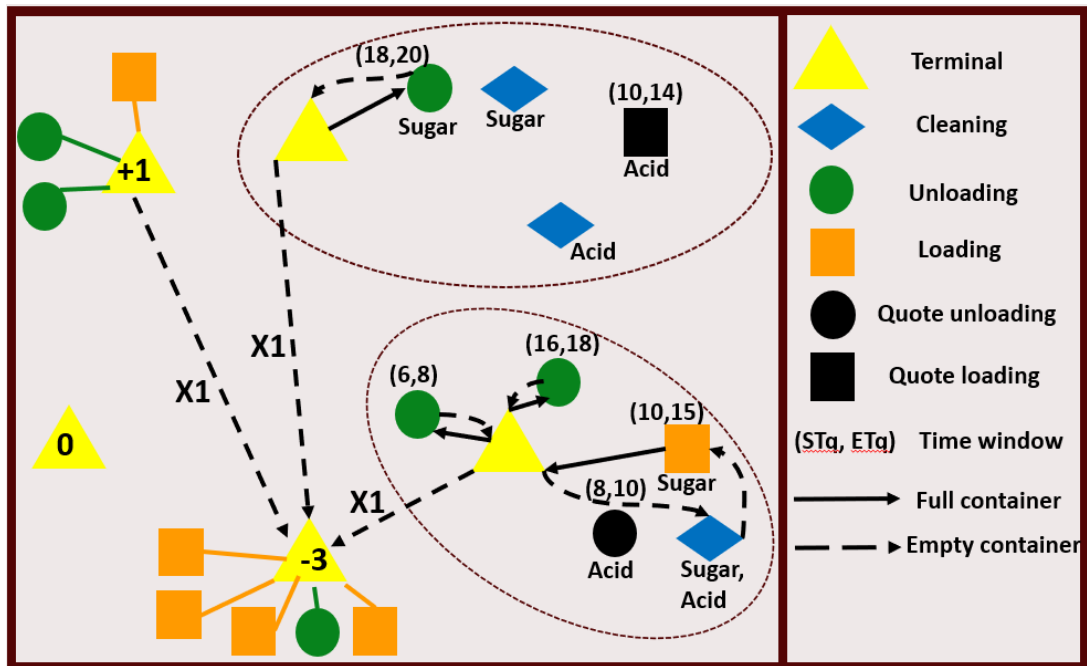 +1
(18,20)
Sugar
Sugar
(10,14)
Acid
Acid
X1
X1
0
-3
X1
(6,8)
(16,18)
(10,15)
Sugar
(8,10)
Acid
Sugar,
Acid
Terminal
Cleaning
Unloading
Loading
Quote unloading
Quote loading
(STq, ETq) Time window
Full container
Empty container